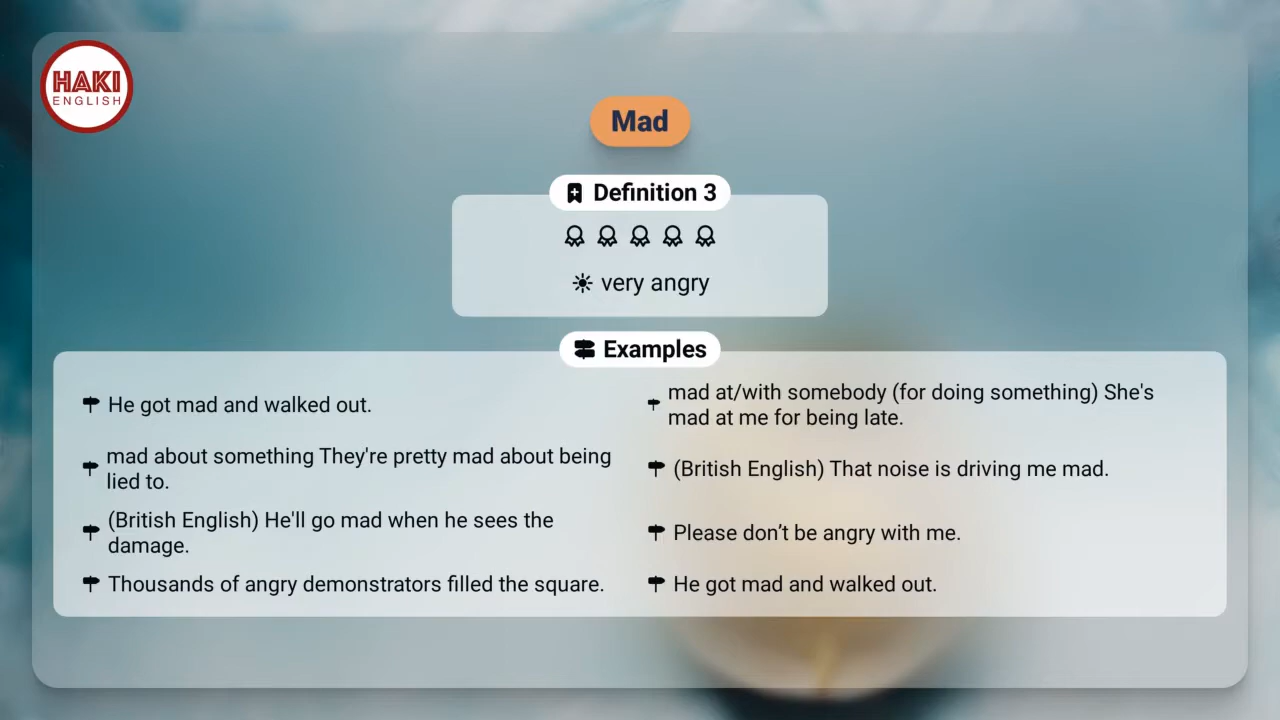 HAKI
ENGLISH
Mad
Definition 3
very angry
Examples
He got mad and walked out.
mad at/with somebody (for doing something) She's
mad at me for being late.
mad about something They're pretty mad about being
lied to.
(British English) That noise is driving me mad.
(British English) He'll go mad when he sees the
damage.
Please don’t be angry with me.
Thousands of angry demonstrators filled the square.
He got mad and walked out.